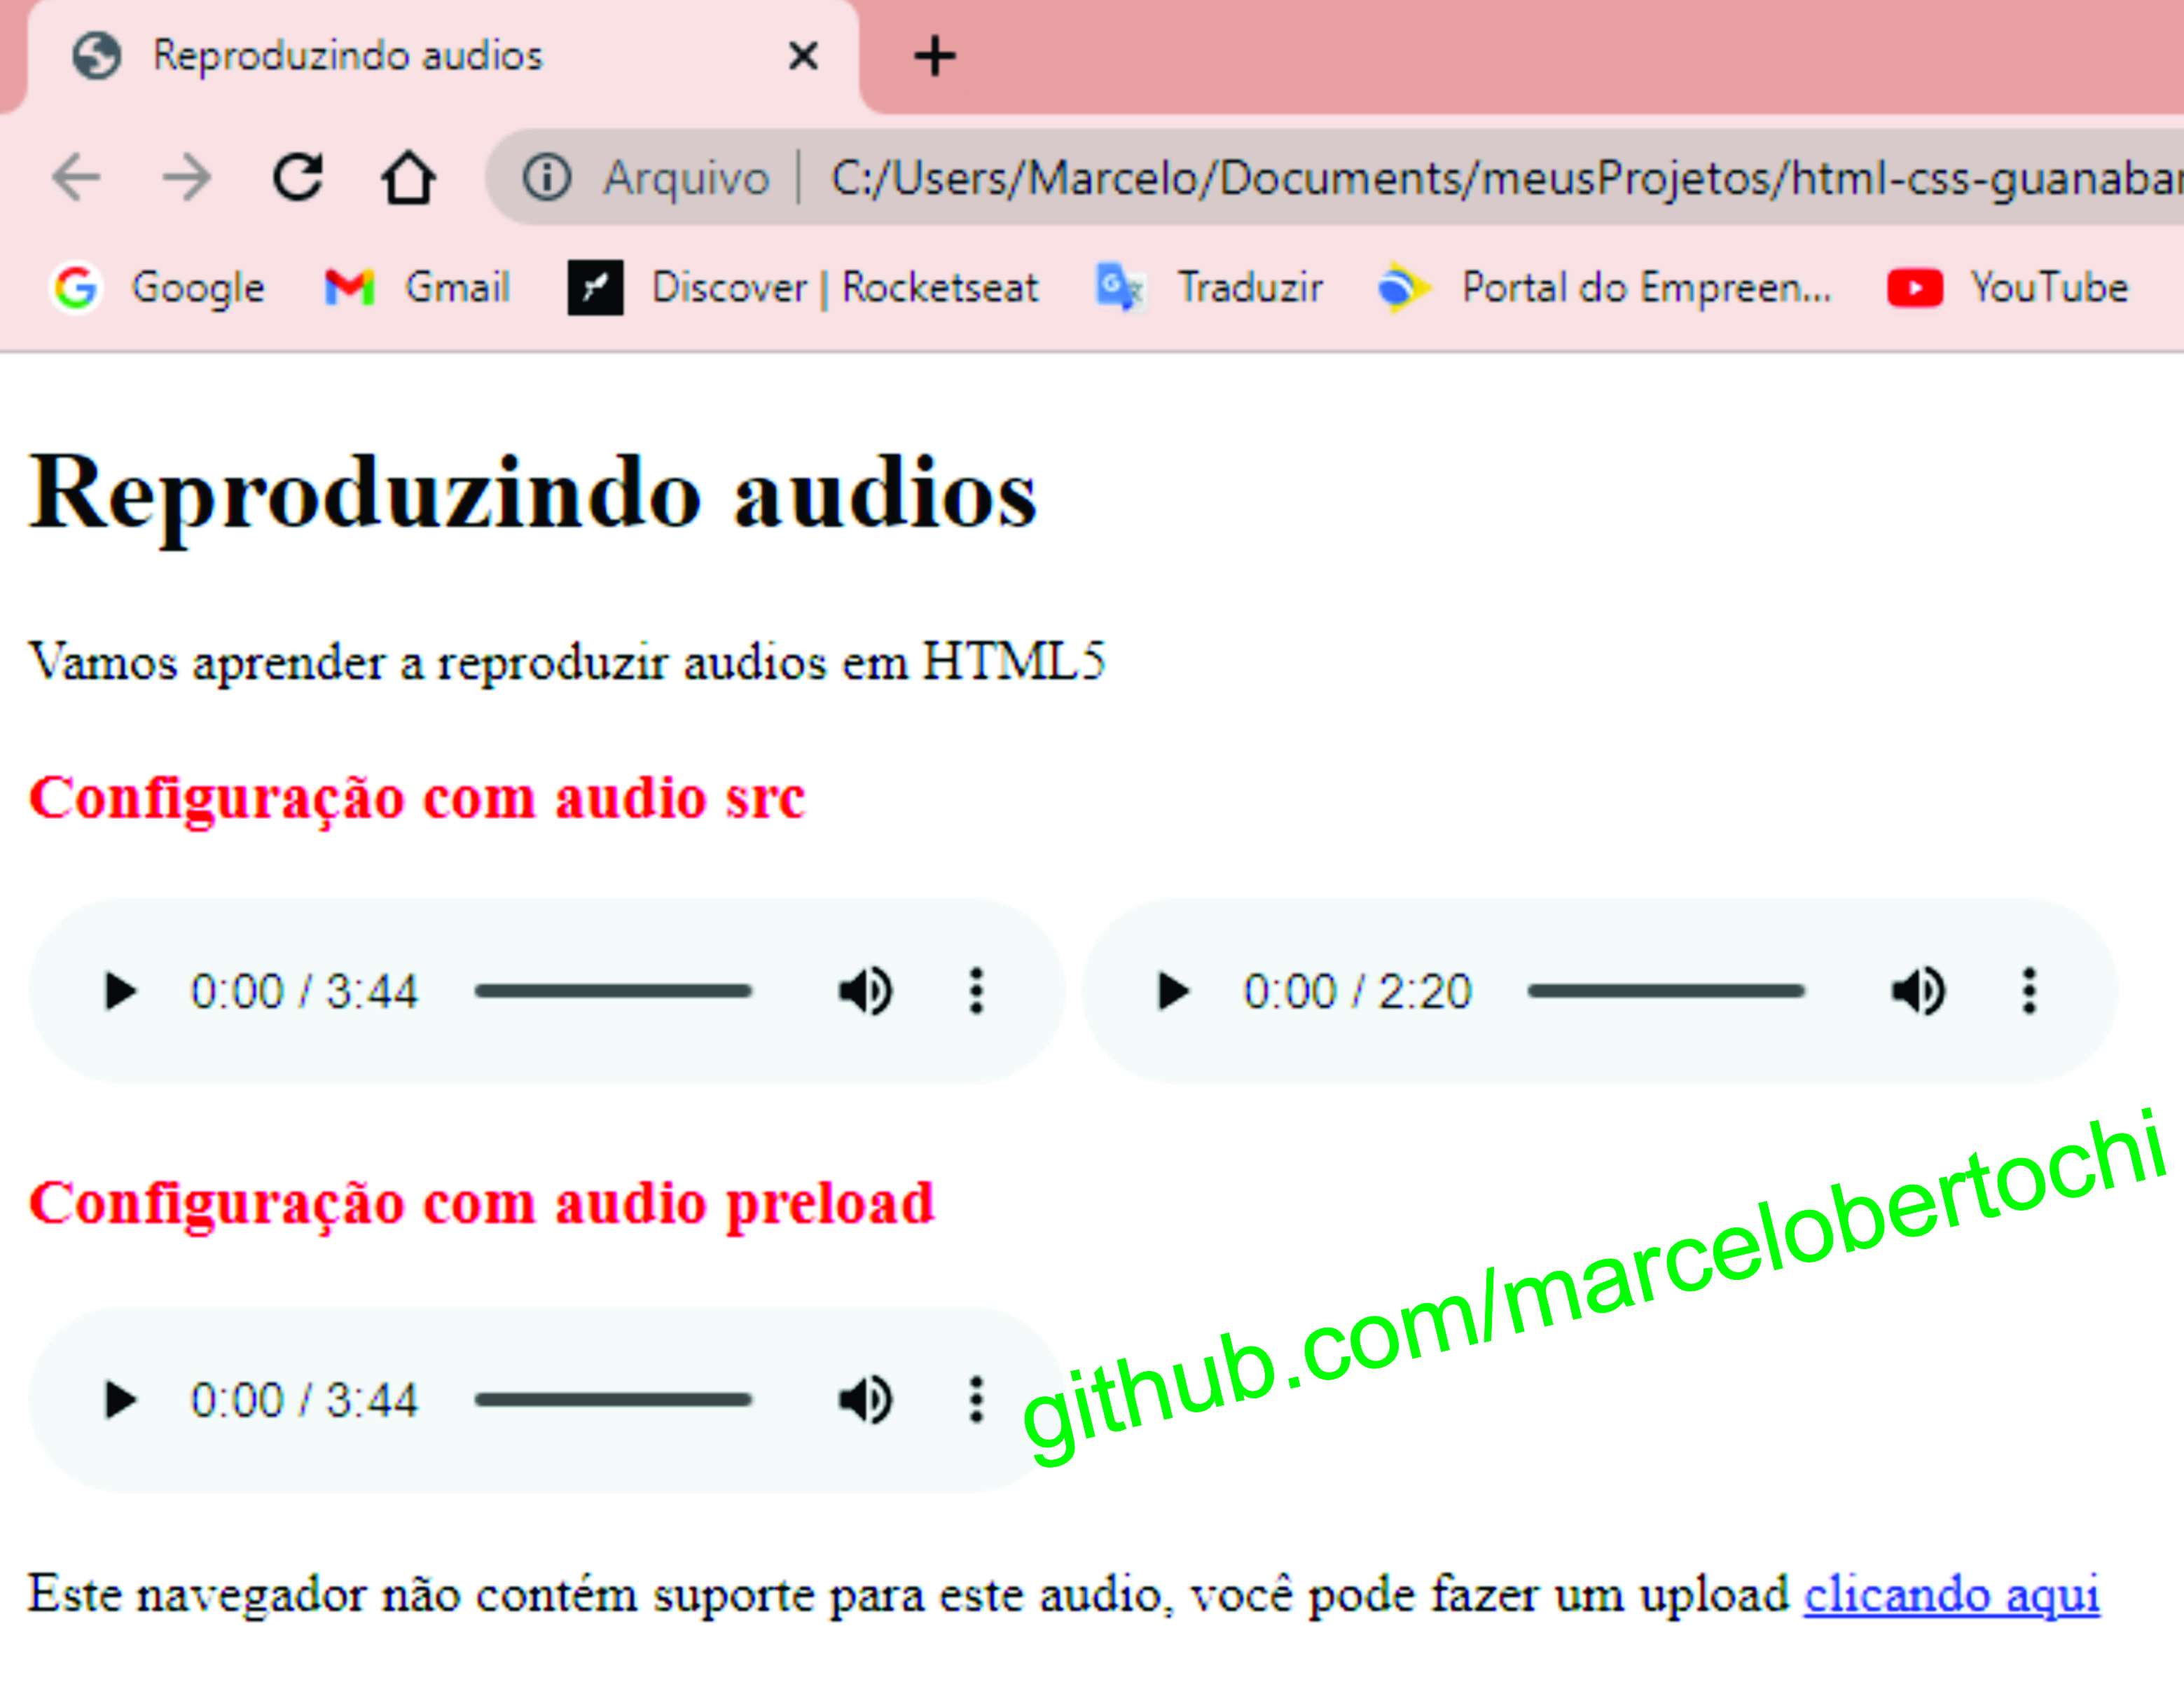 Reproduzindo audios
Arquivo | C:/Users/Marcelo/Documents/meusProjetos/html-css-guanabar
Google Gmail Discover | Rocketseat Traduzir Portal do Empreen... YouTube
Reproduzindo audios
Vamos aprender a reproduzir audios em HTML5
Configuração com audio src
0:00 / 3:44 0:00 / 2:20
Configuração com audio preload
github.com/marcelobertochi
0:00 / 3:44
Este navegador não contém suporte para este audio, você pode fazer um upload clicando aqui